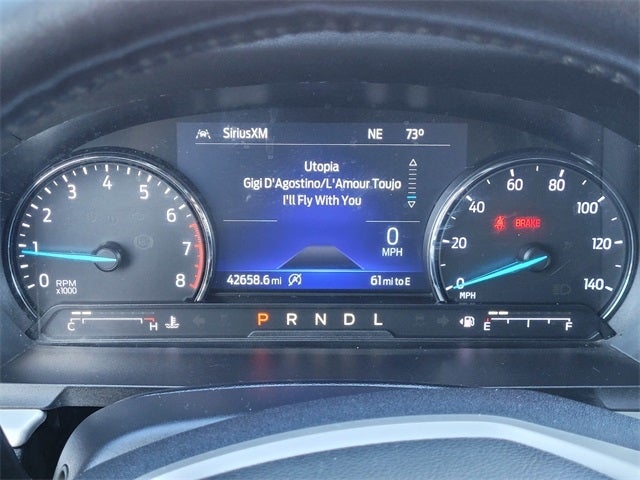 SiriusXM NE 73°
Utopia
Gigi D'Agostino/L'Amour Toujo
I'll Fly With You
0
MPH
42658.6 mi 61 mi to E
0 1 2 3 4 5 6 7 8
RPM
x1000
0 20 40 60 80 100 120 140
MPH
BRAKE
C H
P R N D L
E F